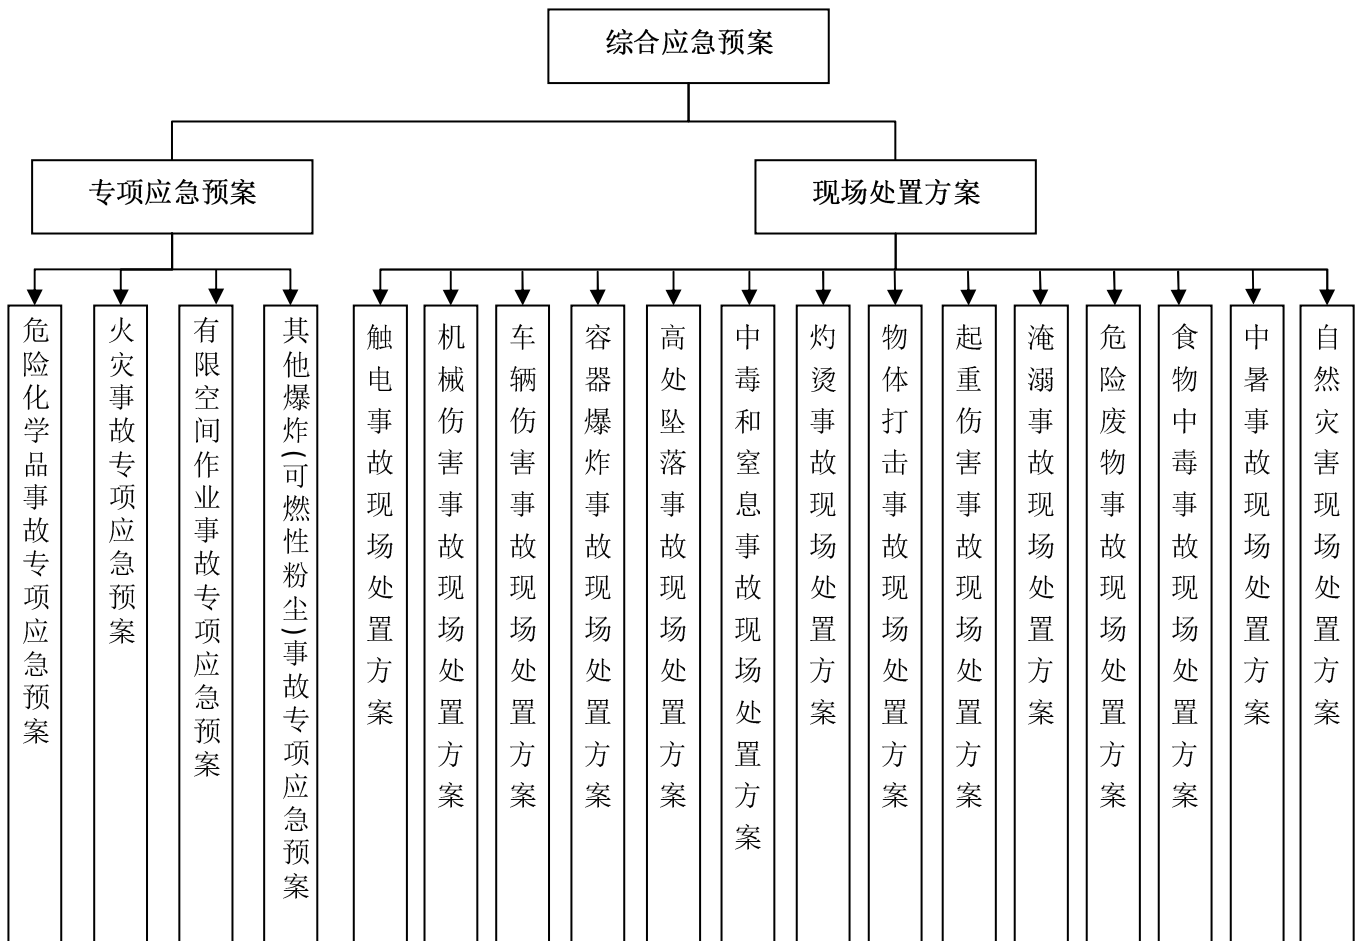 综合应急预案
专项应急预案
现场处置方案
危险化学品事故专项应急预案
火灾事故专项应急预案
有限空间作业事故专项应急预案
其他爆炸(可燃性粉尘)事故专项应急预案
触电事故现场处置方案
机械伤害事故现场处置方案
车辆伤害事故现场处置方案
容器爆炸事故现场处置方案
高处坠落事故现场处置方案
中毒和窒息事故现场处置方案
灼烫事故现场处置方案
物体打击事故现场处置方案
起重伤害事故现场处置方案
淹溺事故现场处置方案
危险废物事故现场处置方案
食物中毒事故现场处置方案
中暑事故现场处置方案
自然灾害现场处置方案